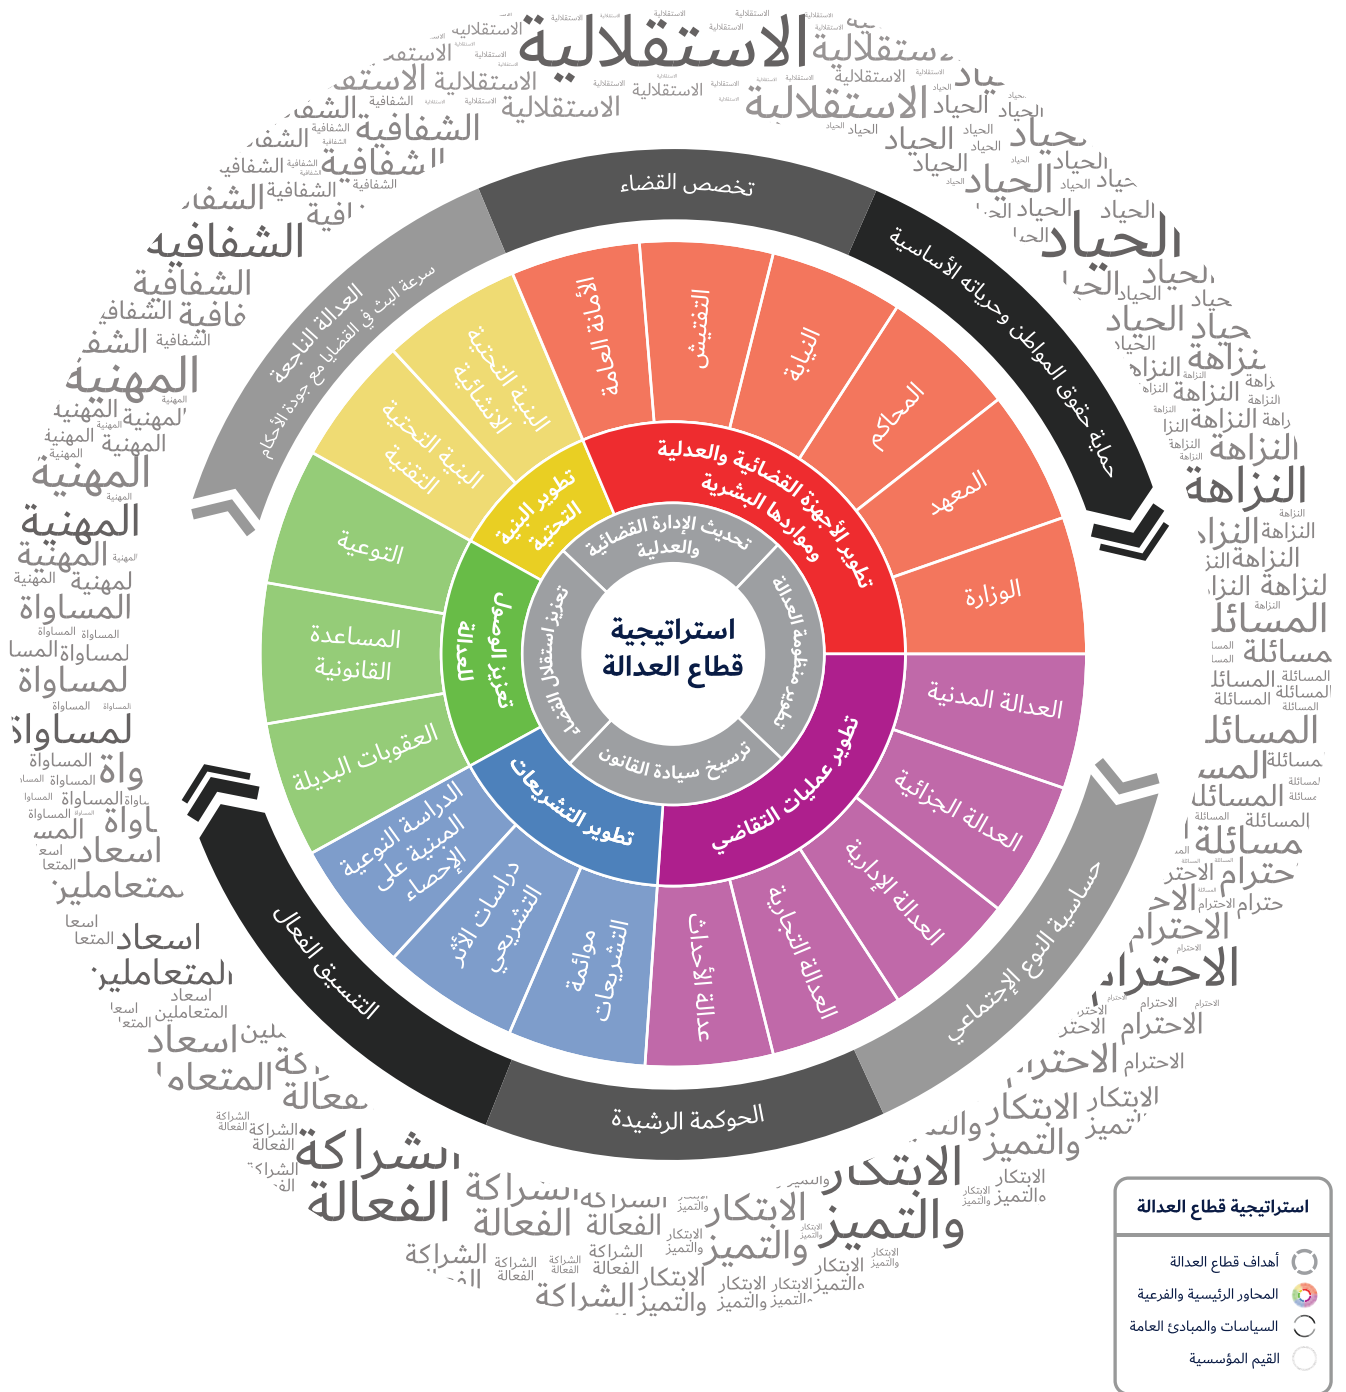 استراتيجية
قطاع العدالة
تحديث الإدارة القضائية
والعدلية
تطوير منظومة العدالة
ترسيخ سيادة القانون
تعزيز استقلال القضاء
تطوير الأجهزة القضائية والعدلية
ومواردها البشرية
الأمانة العامة
التفتيش
النيابة
المحاكم
المعهد
الوزارة
تطوير عمليات التقاضي
العدالة المدنية
العدالة الجزائية
العدالة الإدارية
العدالة التجارية
عدالة الأحداث
تطوير التشريعات
موائمة
التشريعات
دراسات الأثر
التشريعي
الدراسة النوعية
المبنية على
الإحصاء
تعزيز الوصول
للعدالة
العقوبات البديلة
المساعدة
القانونية
التوعية
تطوير البنية
التحتية
البنية التحتية
التقنية
البنية التحتية
الانشائية
تخصص القضاء
حماية حقوق المواطن وحرياته الأساسية
حساسية النوع الإجتماعي
الحوكمة الرشيدة
التنسيق الفعال
العدالة الناجعة
سرعة البث في القضايا مع جودة الأحكام
الاستقلالية
الحياد
النزاهة
المسائلة
الاحترام
الابتكار
والتميز
الشراكة
الفعالة
اسعاد
المتعاملين
المساواة
المهنية
الشفافية
استراتيجية قطاع العدالة
أهداف قطاع العدالة
المحاور الرئيسية والفرعية
السياسات والمبادئ العامة
القيم المؤسسية